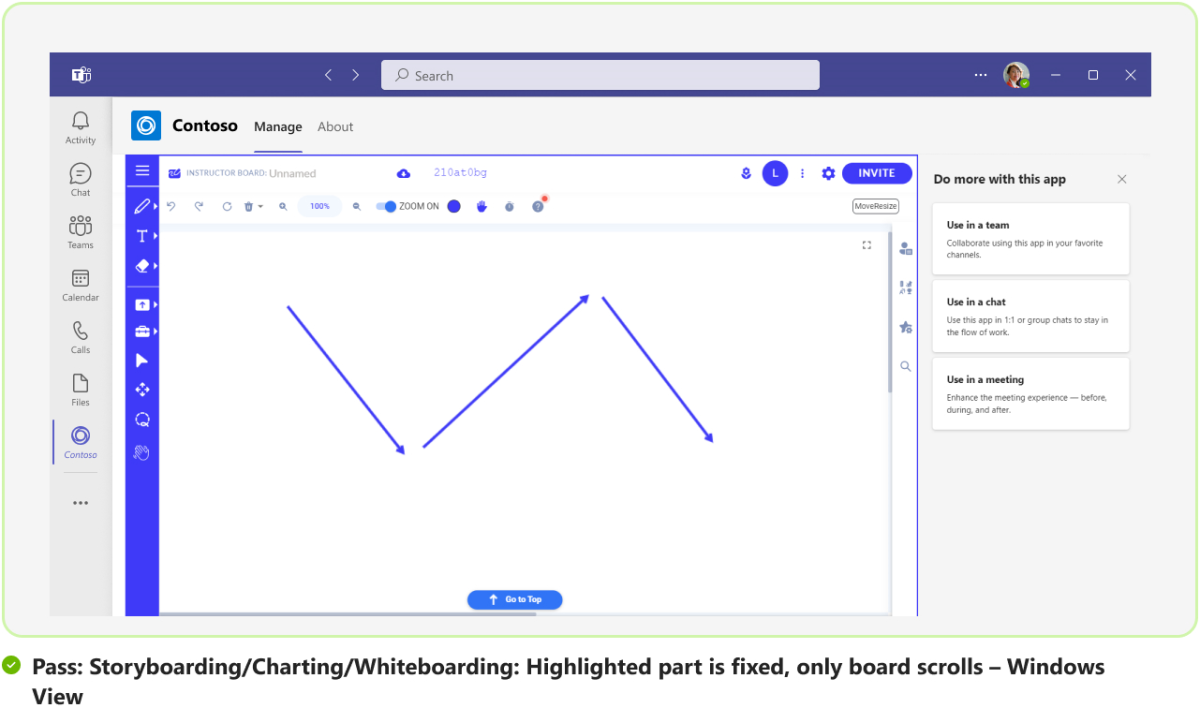 Search
Activity
Chat
Teams
Calendar
Calls
Files
Contoso
Contoso Manage About
INSTRUCTOR BOARD: Unnamed 210at0bg L INVITE
100% ZOOM ON MoveResize
Go to Top
Do more with this app
Use in a team
Collaborate using this app in your favorite
channels.
Use in a chat
Use this app in 1:1 or group chats to stay in
the flow of work.
Use in a meeting
Enhance the meeting experience — before,
during, and after.
Pass: Storyboarding/Charting/Whiteboarding: Highlighted part is fixed, only board scrolls – Windows
View